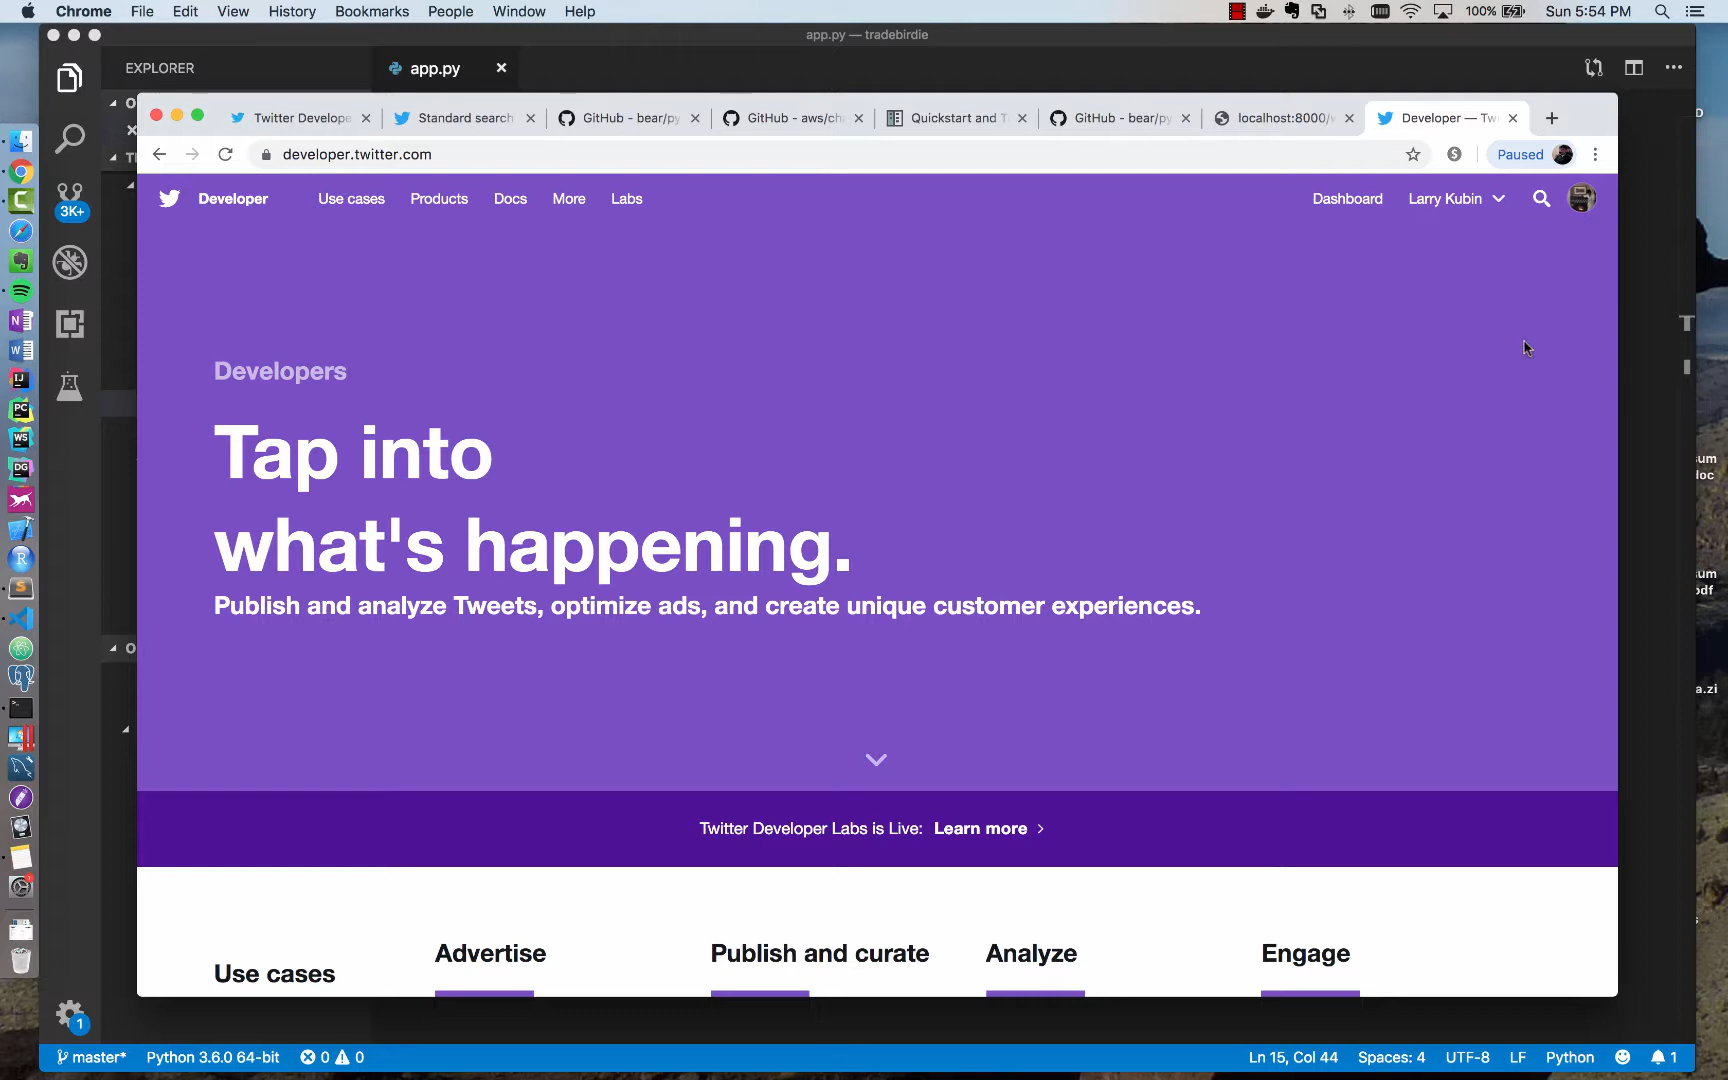 Chrome File Edit View History Bookmarks People Window Help 100% Sun 5:54 PM
app.py — tradebirdie
EXPLORER app.py
Twitter Develope Standard search GitHub - bear/py GitHub - aws/ch Quickstart and T GitHub - bear/py localhost:8000/ Developer — Tw
developer.twitter.com Paused
Developer Use cases Products Docs More Labs Dashboard Larry Kubin
3K+
Developers
Tap into
what's happening.
Publish and analyze Tweets, optimize ads, and create unique customer experiences.
Twitter Developer Labs is Live: Learn more
Use cases
Advertise
Publish and curate
Analyze
Engage
master* Python 3.6.0 64-bit 0 0 Ln 15, Col 44 Spaces: 4 UTF-8 LF Python 1